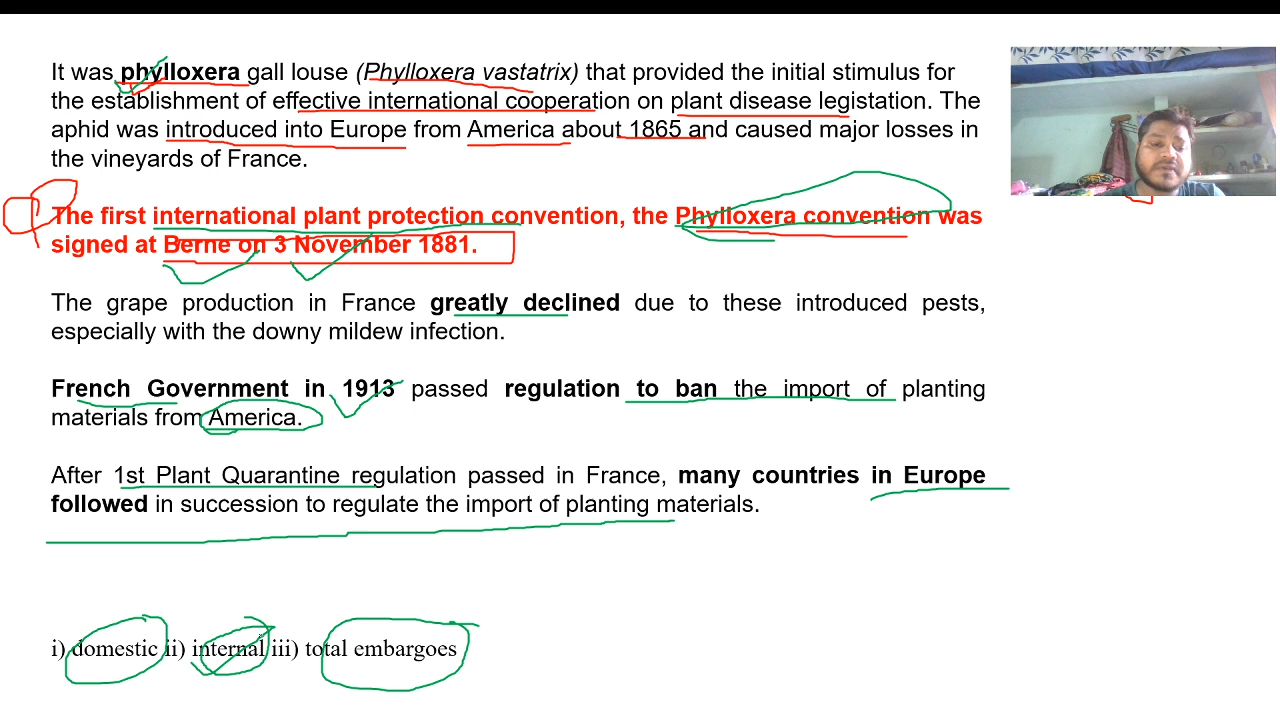 It was phylloxera gall louse (Phylloxera vastatrix) that provided the initial stimulus for
the establishment of effective international cooperation on plant disease legistation. The
aphid was introduced into Europe from America about 1865 and caused major losses in
the vineyards of France.
The first international plant protection convention, the Phylloxera convention was
signed at Berne on 3 November 1881.
The grape production in France greatly declined due to these introduced pests,
especially with the downy mildew infection.
French Government in 1913 passed regulation to ban the import of planting
materials from America.
After 1st Plant Quarantine regulation passed in France, many countries in Europe
followed in succession to regulate the import of planting materials.
i) domestic ii) internal iii) total embargoes